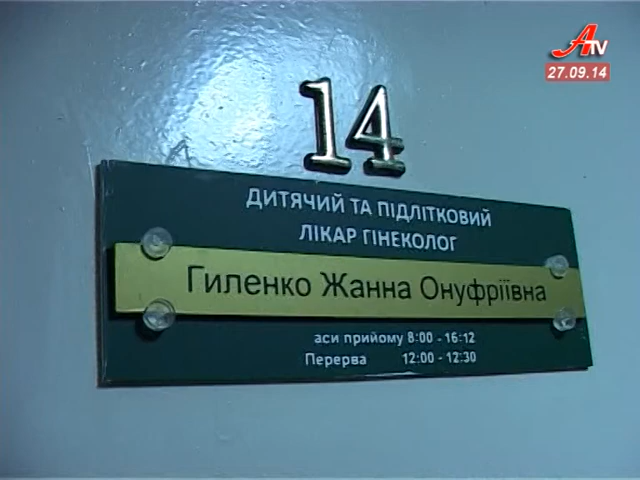 ATV
27.09.14
14
ДИТЯЧИЙ ТА ПІДЛІТКОВИЙ
ЛІКАР ГІНЕКОЛОГ
Гиленко Жанна Онуфріївна
аси прийому 8:00 - 16:12
Перерва 12:00 - 12:30